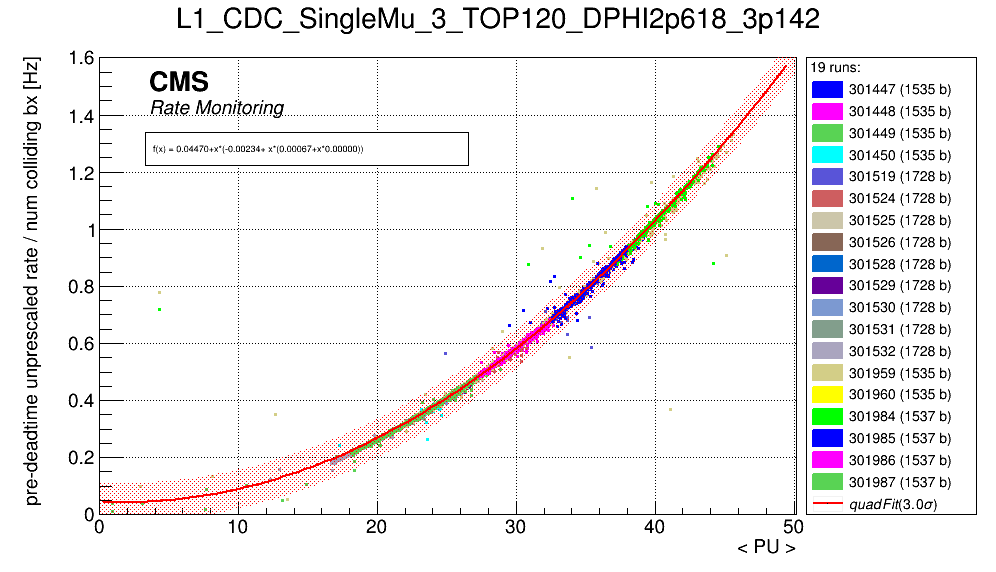 L1_CDC_SingleMu_3_TOP120_DPHI2p618_3p142
pre-deadtime unprescaled rate / num colliding bx [Hz]
CMS
Rate Monitoring
f(x) = 0.04470+x*(-0.00234+ x*(0.00067+x*0.00000))
1.6
1.4
1.2
1
0.8
0.6
0.4
0.2
0
0 10 20 30 40 50
< PU >
19 runs:
301447 (1535 b)
301448 (1535 b)
301449 (1535 b)
301450 (1535 b)
301519 (1728 b)
301524 (1728 b)
301525 (1728 b)
301526 (1728 b)
301528 (1728 b)
301529 (1728 b)
301530 (1728 b)
301531 (1728 b)
301532 (1728 b)
301959 (1535 b)
301960 (1535 b)
301984 (1537 b)
301985 (1537 b)
301986 (1537 b)
301987 (1537 b)
quadFit(3.0σ)